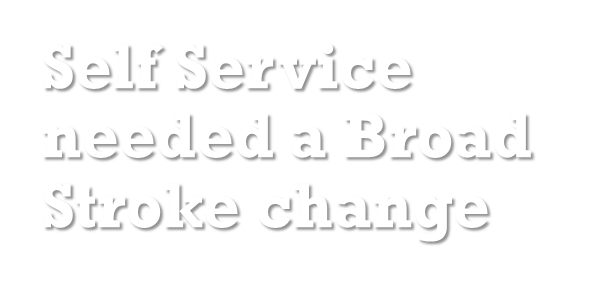 Self Service
needed a Broad
Stroke change